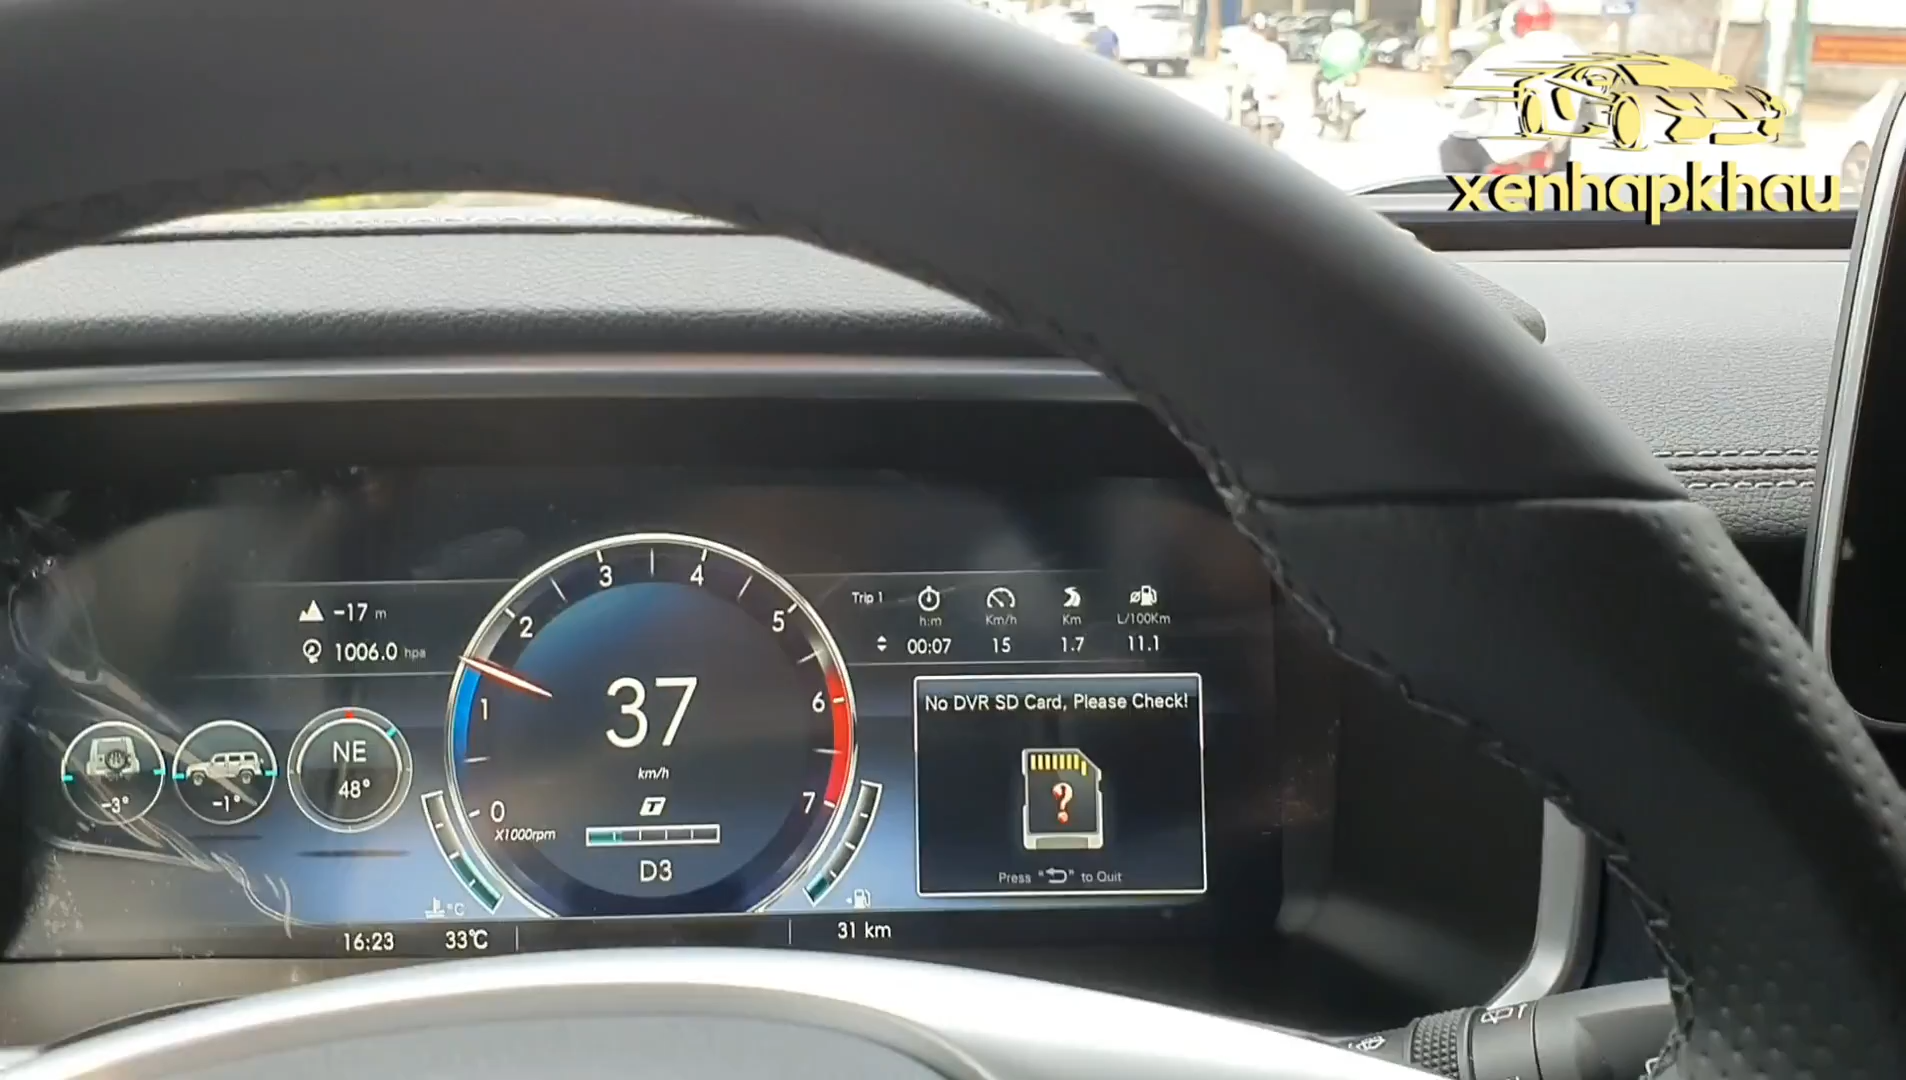 xenhapkhau
-17 m
1006.0 hpa
-3°
-1°
NE
48°
0
1
2
3
4
5
6
7
X1000rpm
37
km/h
D3
Trip 1
h:m
Km/h
Km
L/100Km
00:07
15
1.7
11.1
No DVR SD Card, Please Check!
?
Press "⮌" to Quit
°C
16:23
33°C
31 km